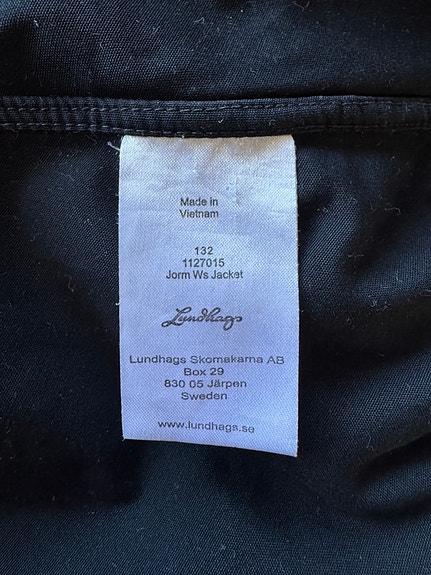 Made in
Vietnam
132
1127015
Jorm Ws Jacket
Lundhags
Lundhags Skomakarna AB
Box 29
830 05 Järpen
Sweden
www.lundhags.se